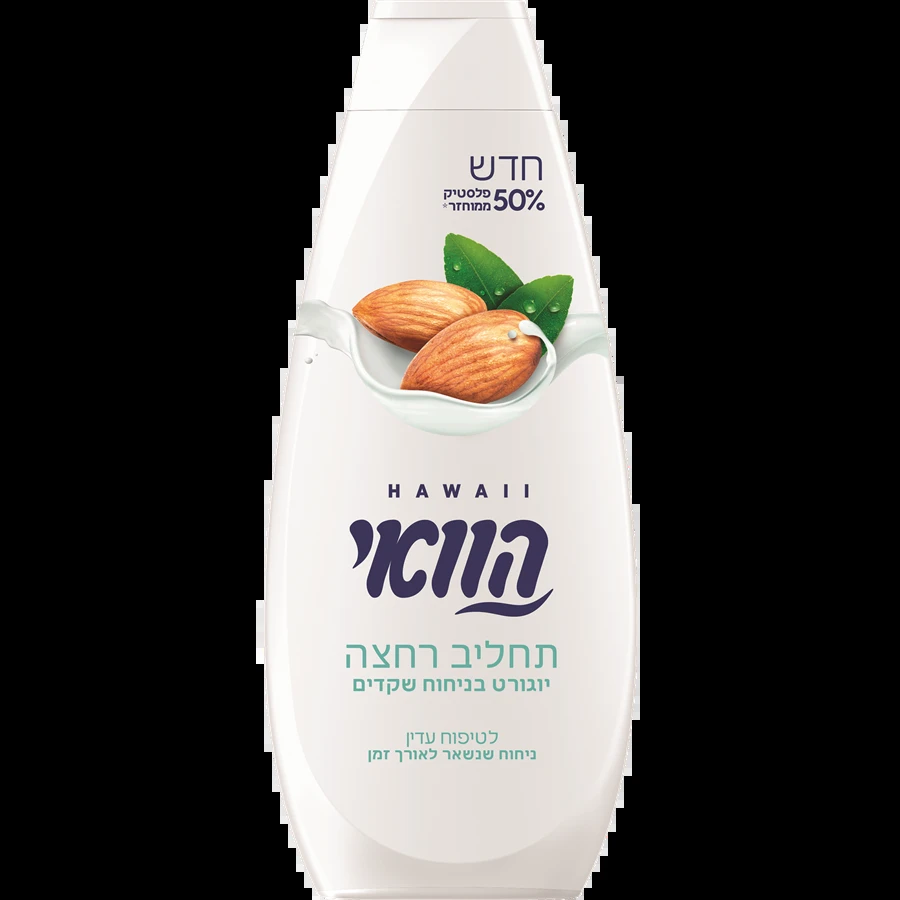 חדש
50% פלסטיק
ממוחזר*
HAWAII
הוואי
תחליב רחצה
יוגורט בניחוח שקדים
לטיפוח עדין
ניחוח שנשאר לאורך זמן